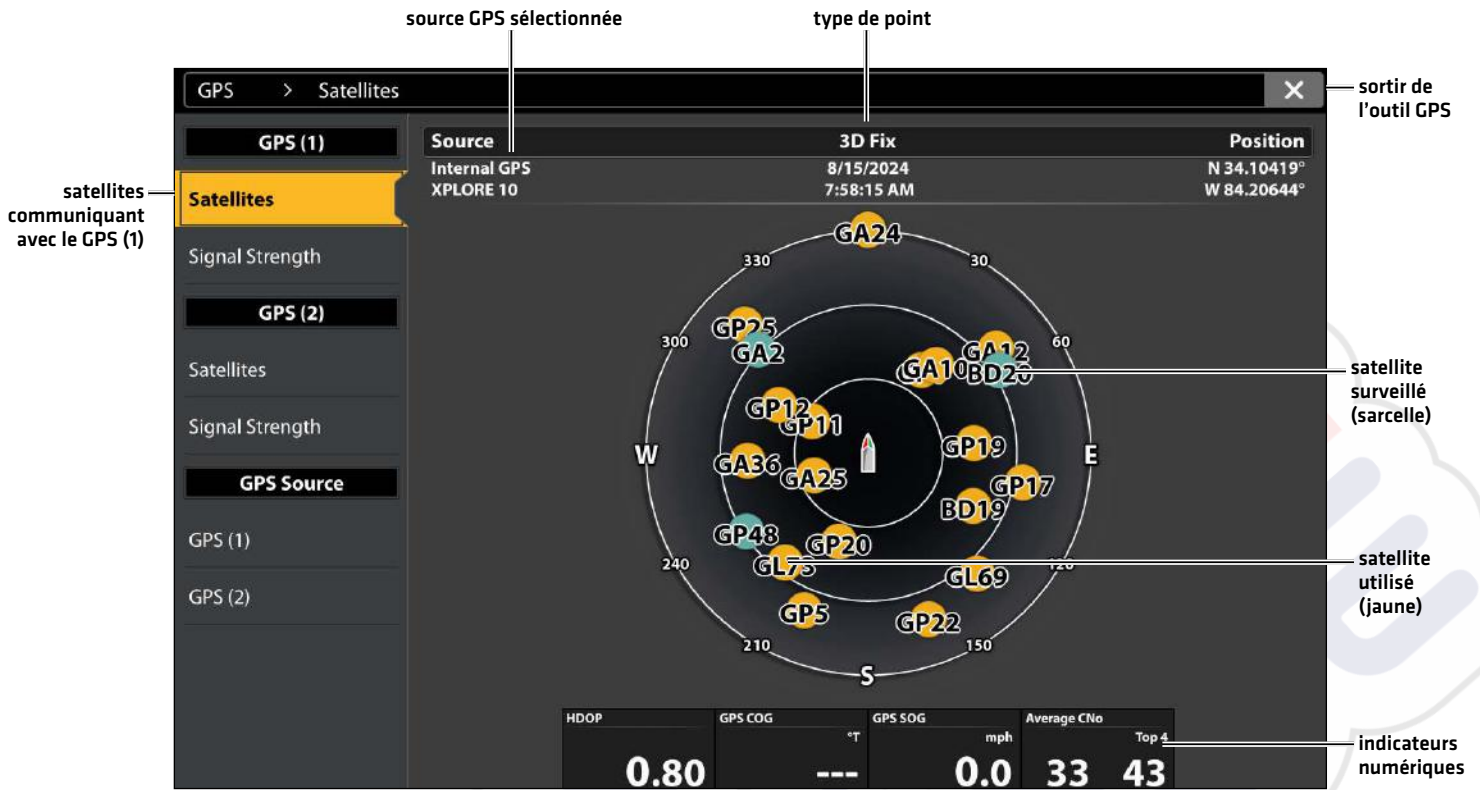 source GPS sélectionnée
type de point
GPS > Satellites
sortir de
l'outil GPS
GPS (1)
Source
3D Fix
Position
Internal GPS
8/15/2024
N 34.10419°
XPLORE 10
7:58:15 AM
W 84.20644°
satellites
communiquant
avec le GPS (1)
Satellites
Signal Strength
GPS (2)
Satellites
Signal Strength
GPS Source
GPS (1)
GPS (2)
GA24
330
30
GP25
300
GA2
GA12
60
GA10
BD20
satellite
surveillé
(sarcelle)
GP12
GP11
W
GA36
GA25
GP19
E
GP17
BD19
GP48
GP20
240
GL73
GL69
120
satellite
utilisé
(jaune)
GP5
GP22
210
150
S
HDOP
GPS COG
GPS SOG
Average CNo
°T
mph
Top 4
0.80
---
0.0
33
43
indicateurs
numériques